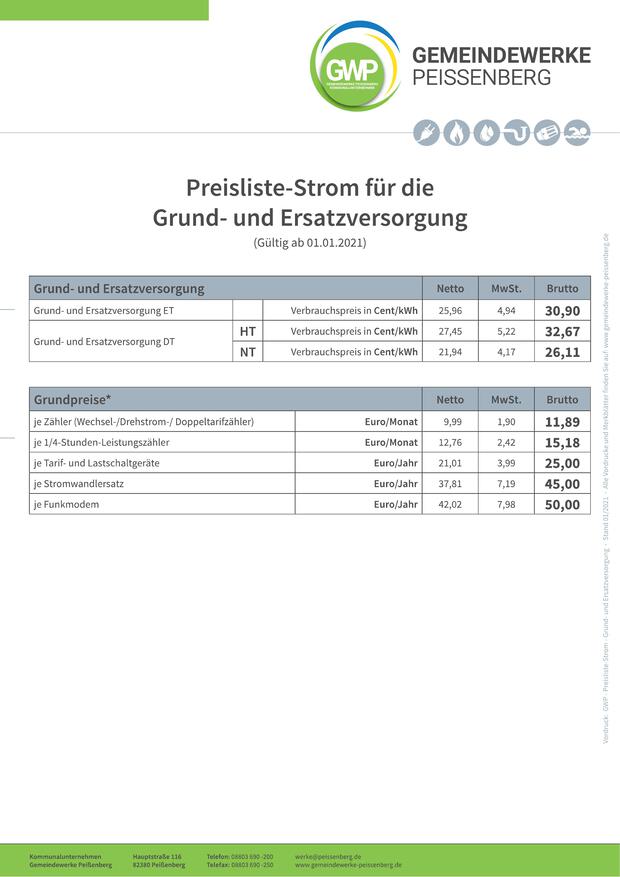 GWP
GEMEINDEWERKE
PEISSENBERG
Preisliste-Strom für die
Grund- und Ersatzversorgung
(Gültig ab 01.01.2021)
Grund- und Ersatzversorgung Netto MwSt. Brutto
Grund- und Ersatzversorgung ET Verbrauchspreis in Cent/kWh 25,96 4,94 30,90
Grund- und Ersatzversorgung DT HT Verbrauchspreis in Cent/kWh 27,45 5,22 32,67
NT Verbrauchspreis in Cent/kWh 21,94 4,17 26,11
Grundpreise* Netto MwSt. Brutto
je Zähler (Wechsel-/Drehstrom-/ Doppeltarifzähler) Euro/Monat 9,99 1,90 11,89
je 1/4-Stunden-Leistungszähler Euro/Monat 12,76 2,42 15,18
je Tarif- und Lastschaltgeräte Euro/Jahr 21,01 3,99 25,00
je Stromwandlersatz Euro/Jahr 37,81 7,19 45,00
je Funkmodem Euro/Jahr 42,02 7,98 50,00
Vordruck: GWP - Preisliste-Strom - Grund- und Ersatzversorgung - Stand 01/2021 - Alle Vordrucke und Merkblätter finden Sie auf: www.gemeindewerke-peissenberg.de
Kommunalunternehmen Hauptstraße 116 Telefon: 08803 690 -200 werke@peissenberg.de
Gemeindewerke Peißenberg 82380 Peißenberg Telefax: 08803 690 -250 www.gemeindewerke-peissenberg.de